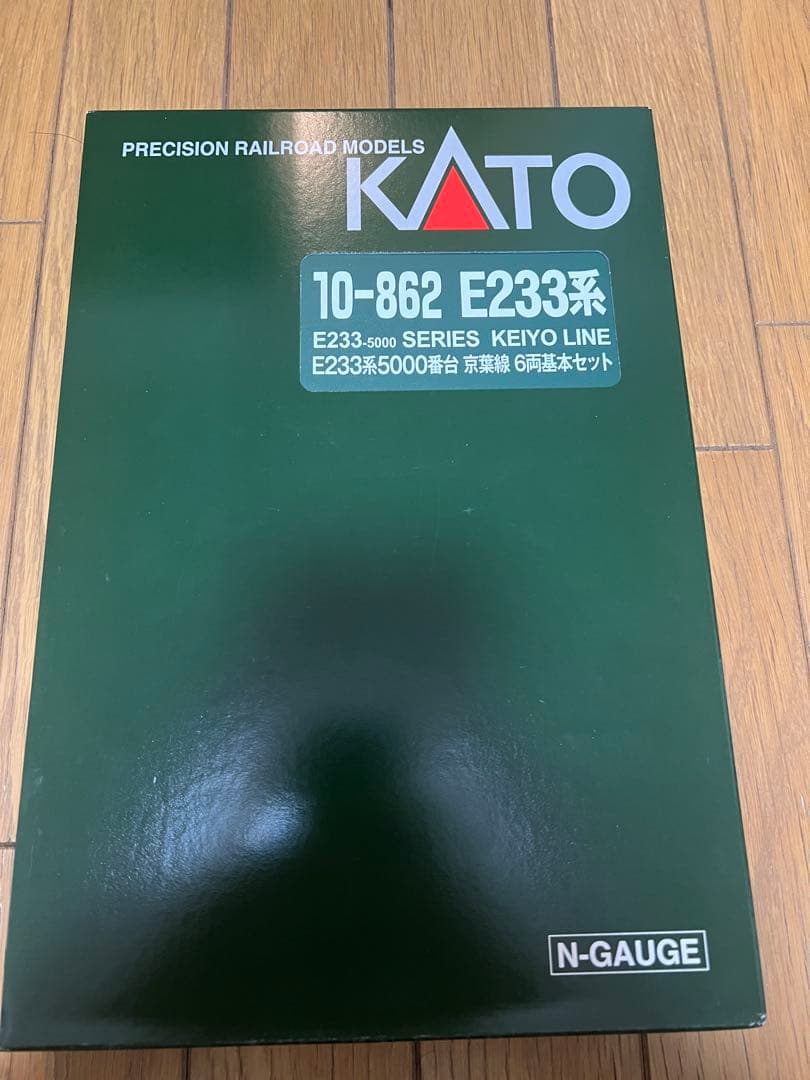 PRECISION RAILROAD MODELS
KATO
10-862 E233系
E233-5000 SERIES KEIYO LINE
E233系5000番台 京葉線 6両基本セット
N-GAUGE